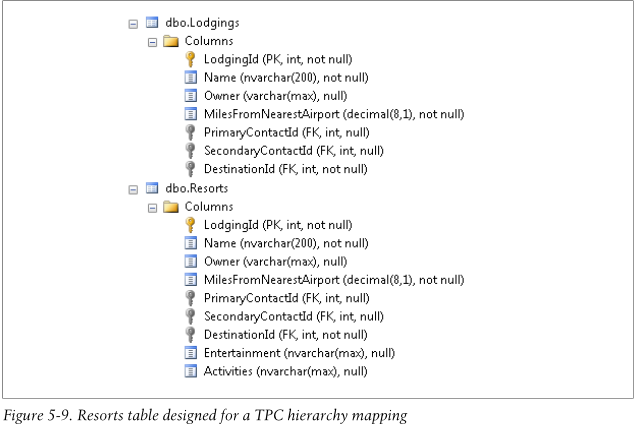 dbo.Lodgings
Columns
LodgingId (PK, int, not null)
Name (nvarchar(200), not null)
Owner (varchar(max), null)
MilesFromNearestAirport (decimal(8,1), not null)
PrimaryContactId (FK, int, null)
SecondaryContactId (FK, int, null)
DestinationId (FK, int, not null)
dbo.Resorts
Columns
LodgingId (PK, int, not null)
Name (nvarchar(200), not null)
Owner (varchar(max), null)
MilesFromNearestAirport (decimal(8,1), not null)
PrimaryContactId (FK, int, null)
SecondaryContactId (FK, int, null)
DestinationId (FK, int, not null)
Entertainment (nvarchar(max), null)
Activities (nvarchar(max), null)
Figure 5-9. Resorts table designed for a TPC hierarchy mapping